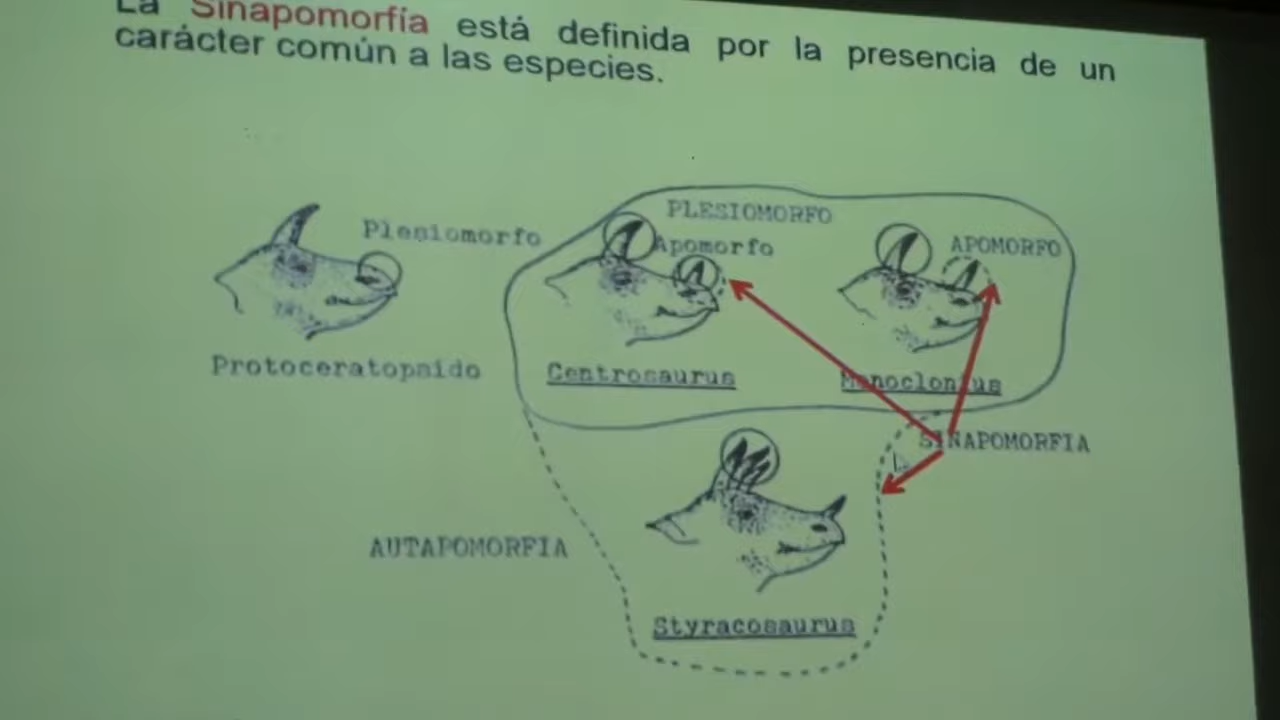 La Sinapomorfía está definida por la presencia de un
carácter común a las especies.
PLESIOMORFO
Plesiomorfo
Apomorfo
APOMORFO
Protoceratopsido
Centrosaurus
Monoclonius
SINAPOMORFIA
AUTAPOMORFIA
Styracosaurus